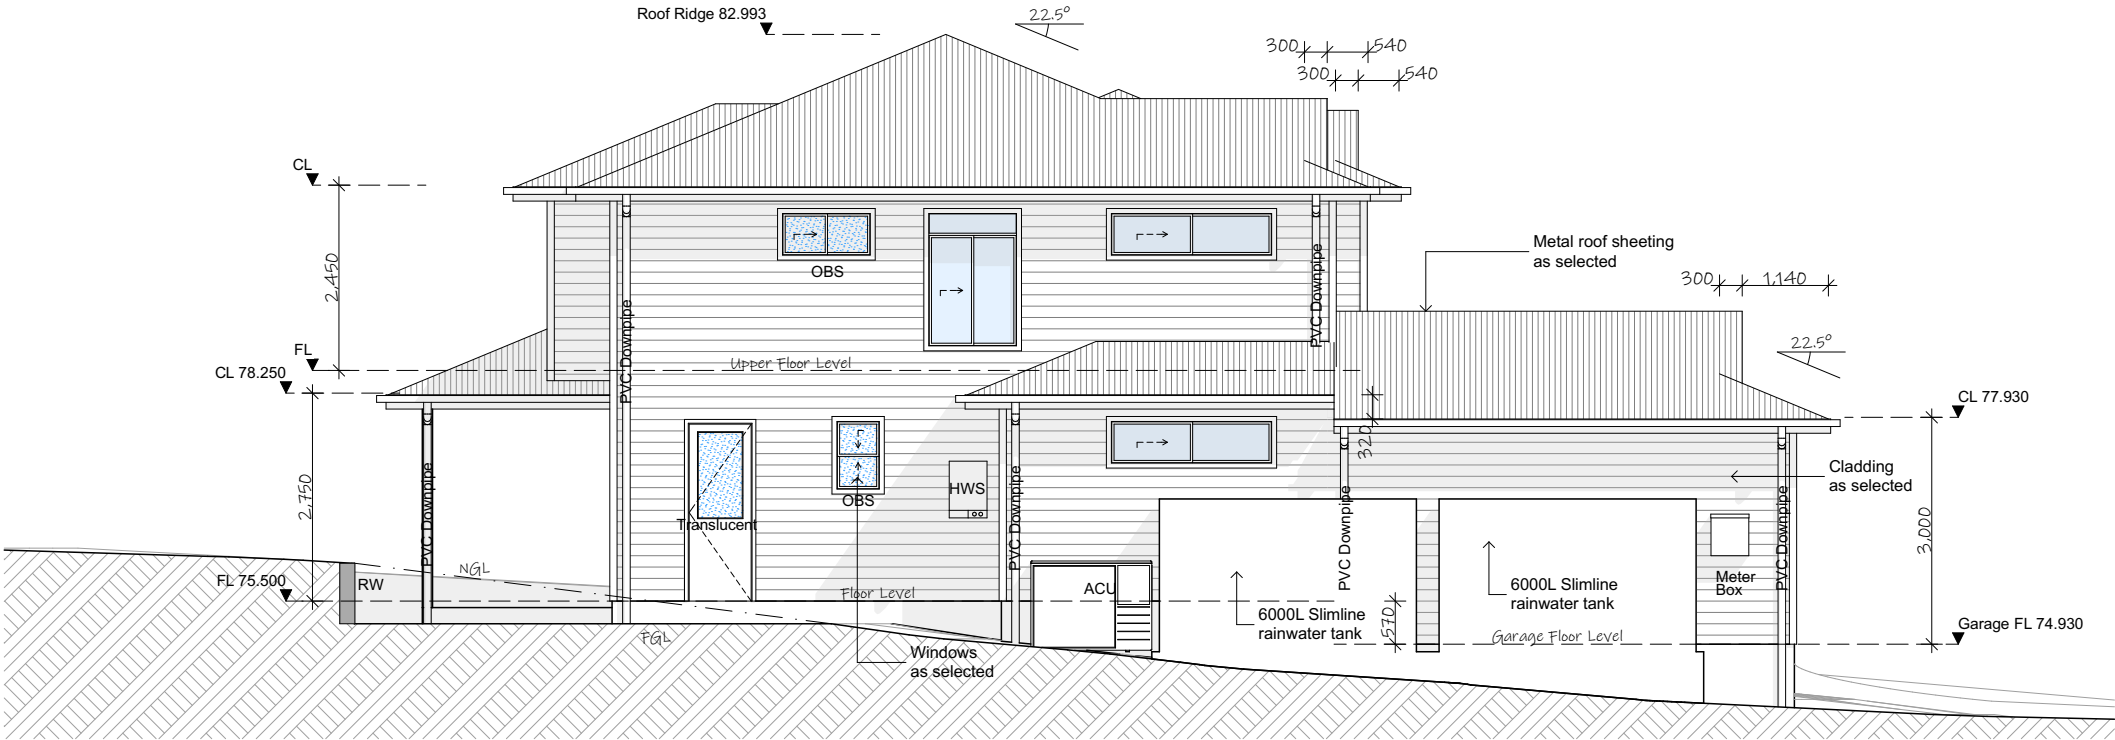 Roof Ridge 82.993
22.5°
300 540
300 540
CL
2,450
FL
CL 78.250
2,750
FL 75.500
RW
NGL
FGL
PVC Downpipe
PVC Downpipe
OBS
Upper Floor Level
Translucent
OBS
HWS
Floor Level
Windows
as selected
PVC Downpipe
ACU
PVC Downpipe
Metal roof sheeting
as selected
300 1,140
22.5°
CL 77.930
320
Cladding
as selected
PVC Downpipe
6000L Slimline
rainwater tank
570
6000L Slimline
rainwater tank
Garage Floor Level
Meter
Box
PVC Downpipe
3,000
Garage FL 74.930